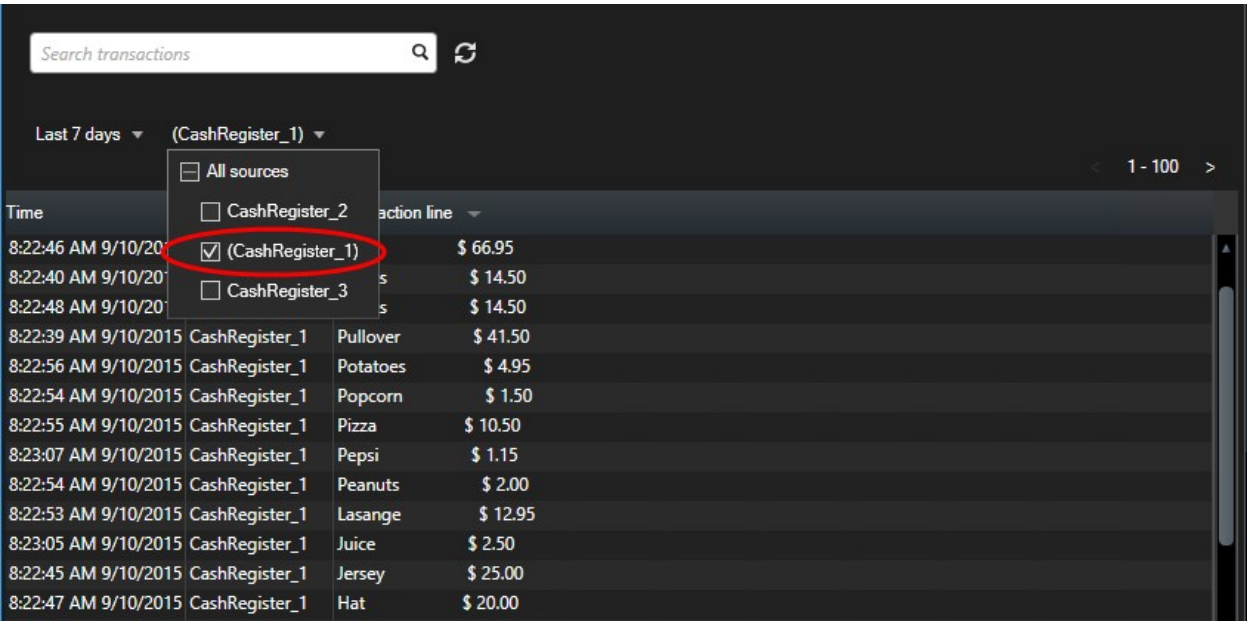 Search transactions
Last 7 days (CashRegister_1)
All sources
1 - 100 >
CashRegister_2
Time action line
(CashRegister_1)
8:22:46 AM 9/10/20 $ 66.95
8:22:40 AM 9/10/201 s $ 14.50
CashRegister_3
8:22:48 AM 9/10/201 s $ 14.50
8:22:39 AM 9/10/2015 CashRegister_1 Pullover $ 41.50
8:22:56 AM 9/10/2015 CashRegister_1 Potatoes $ 4.95
8:22:54 AM 9/10/2015 CashRegister_1 Popcorn $ 1.50
8:22:55 AM 9/10/2015 CashRegister_1 Pizza $ 10.50
8:23:07 AM 9/10/2015 CashRegister_1 Pepsi $ 1.15
8:22:54 AM 9/10/2015 CashRegister_1 Peanuts $ 2.00
8:22:53 AM 9/10/2015 CashRegister_1 Lasange $ 12.95
8:23:05 AM 9/10/2015 CashRegister_1 Juice $ 2.50
8:22:45 AM 9/10/2015 CashRegister_1 Jersey $ 25.00
8:22:47 AM 9/10/2015 CashRegister_1 Hat $ 20.00